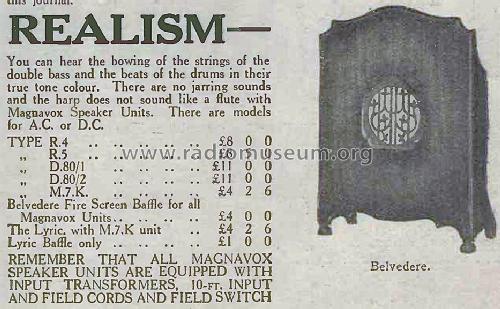 this journal.
REALISM—
You can hear the bowing of the strings of the
double bass and the beats of the drums in their
true tone colour. There are no jarring sounds
and the harp does not sound like a flute with
Magnavox Speaker Units. There are models
for A.C. or D.C.
TYPE R.4 .. .. .. .. .. £8 0 0
„ R.5 .. .. .. .. .. £6 5 0
www.radiomuseum.org
„ D.80/1 .. .. .. .. £11 0 0
„ D.80/2 .. .. .. .. £11 0 0
„ M.7.K. .. .. .. .. £4 2 6
Belvedere Fire Screen Baffle for all
Magnavox Units .. .. .. £4 0 0
The Lyric. with M.7.K unit .. £4 2 6
Lyric Baffle only .. .. .. .. £1 0 0
REMEMBER THAT ALL MAGNAVOX
SPEAKER UNITS ARE EQUIPPED WITH
INPUT TRANSFORMERS, 10-FT. INPUT
AND FIELD CORDS AND FIELD SWITCH
Belvedere.